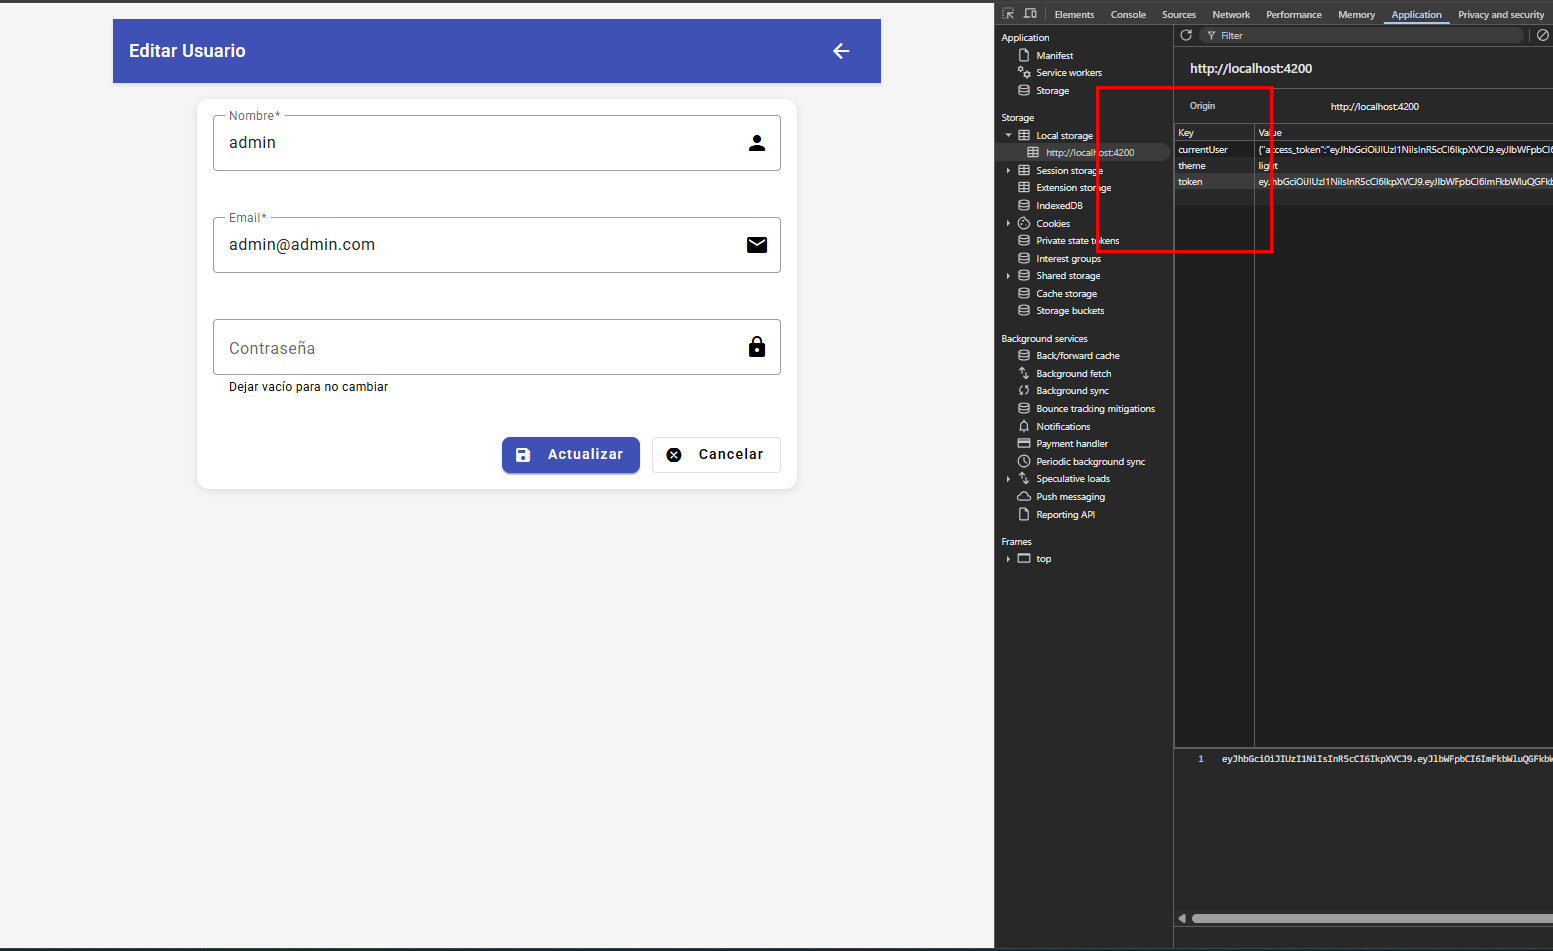 Editar Usuario
Nombre*
admin
Email*
admin@admin.com
Contraseña
Dejar vacío para no cambiar
Actualizar
Cancelar
Elements Console Sources Network Performance Memory Application Privacy and security
Application
Manifest
Service workers
Storage
Storage
Local storage
http://localhost:4200
Session storage
Extension storage
IndexedDB
Cookies
Private state tokens
Interest groups
Shared storage
Cache storage
Storage buckets
Background services
Back/forward cache
Background fetch
Background sync
Bounce tracking mitigations
Notifications
Payment handler
Periodic background sync
Speculative loads
Push messaging
Reporting API
Frames
top
Filter
http://localhost:4200
Origin http://localhost:4200
Key Value
currentUser {"access_token":"eyJhbGciOiJIUzI1NiIsInR5cCI6IkpXVCJ9.eyJlbWFpbCI6
theme light
token eyJhbGciOiJIUzI1NiIsInR5cCI6IkpXVCJ9.eyJlbWFpbCI6ImFkbWluQGFkb
1 eyJhbGciOiJIUzI1NiIsInR5cCI6IkpXVCJ9.eyJlbWFpbCI6ImFkbWluQGFkbW